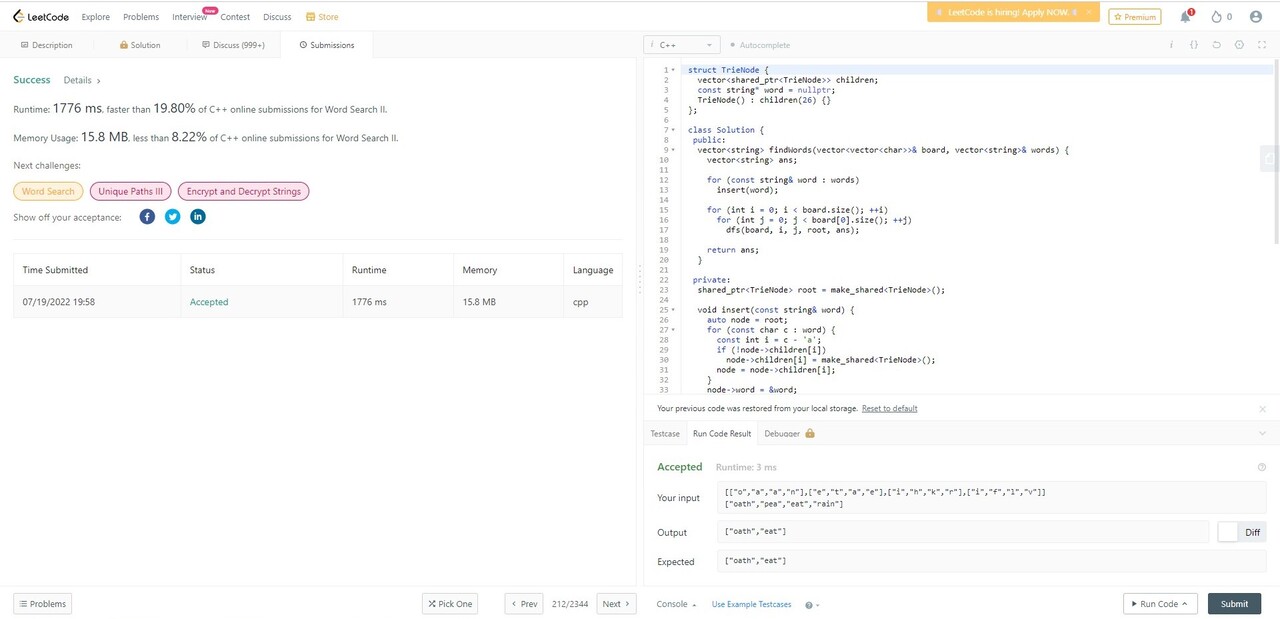 LeetCode Explore Problems Interview New Contest Discuss Store LeetCode is hiring! Apply NOW. Premium 1 0
Description Solution Discuss (999+) Submissions
Success Details
Runtime: 1776 ms, faster than 19.80% of C++ online submissions for Word Search II.
Memory Usage: 15.8 MB, less than 8.22% of C++ online submissions for Word Search II.
Next challenges:
Word Search Unique Paths III Encrypt and Decrypt Strings
Show off your acceptance:
Time Submitted Status Runtime Memory Language
07/19/2022 19:58 Accepted 1776 ms 15.8 MB cpp
Problems Pick One Prev 212/2344 Next
i C++ Autocomplete
1 struct TrieNode {
2 vector<shared_ptr<TrieNode>> children;
3 const string* word = nullptr;
4 TrieNode() : children(26) {}
5 };
6
7 class Solution {
8 public:
9 vector<string> findWords(vector<vector<char>>& board, vector<string>& words) {
10 vector<string> ans;
11
12 for (const string& word : words)
13 insert(word);
14
15 for (int i = 0; i < board.size(); ++i)
16 for (int j = 0; j < board[0].size(); ++j)
17 dfs(board, i, j, root, ans);
18
19 return ans;
20 }
21
22 private:
23 shared_ptr<TrieNode> root = make_shared<TrieNode>();
24
25 void insert(const string& word) {
26 auto node = root;
27 for (const char c : word) {
28 const int i = c - 'a';
29 if (!node->children[i])
30 node->children[i] = make_shared<TrieNode>();
31 node = node->children[i];
32 }
33 node->word = &word;
Your previous code was restored from your local storage. Reset to default
Testcase Run Code Result Debugger
Accepted Runtime: 3 ms
Your input
[["o","a","a","n"],["e","t","a","e"],["i","h","k","r"],["i","f","l","v"]]
["oath","pea","eat","rain"]
Output ["oath","eat"] Diff
Expected ["oath","eat"]
Console Use Example Testcases Run Code Submit